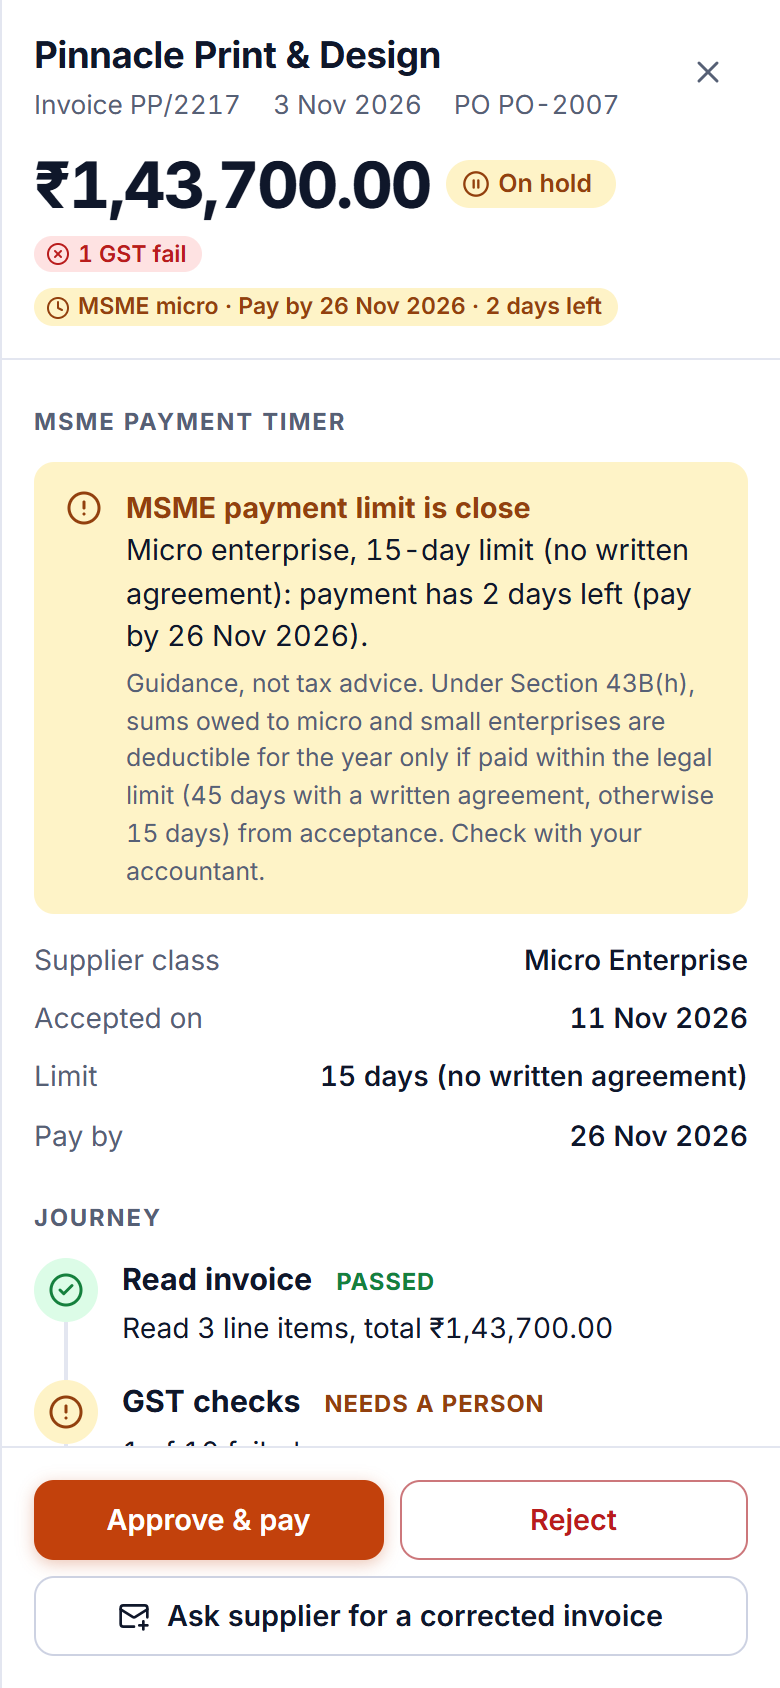 Pinnacle Print & Design
Invoice PP/2217 3 Nov 2026 PO PO-2007
₹1,43,700.00 On hold
1 GST fail
MSME micro · Pay by 26 Nov 2026 · 2 days left
MSME PAYMENT TIMER
MSME payment limit is close
Micro enterprise, 15-day limit (no written
agreement): payment has 2 days left (pay
by 26 Nov 2026).
Guidance, not tax advice. Under Section 43B(h),
sums owed to micro and small enterprises are
deductible for the year only if paid within the legal
limit (45 days with a written agreement, otherwise
15 days) from acceptance. Check with your
accountant.
Supplier class Micro Enterprise
Accepted on 11 Nov 2026
Limit 15 days (no written agreement)
Pay by 26 Nov 2026
JOURNEY
Read invoice PASSED
Read 3 line items, total ₹1,43,700.00
GST checks NEEDS A PERSON
Approve & pay Reject
Ask supplier for a corrected invoice